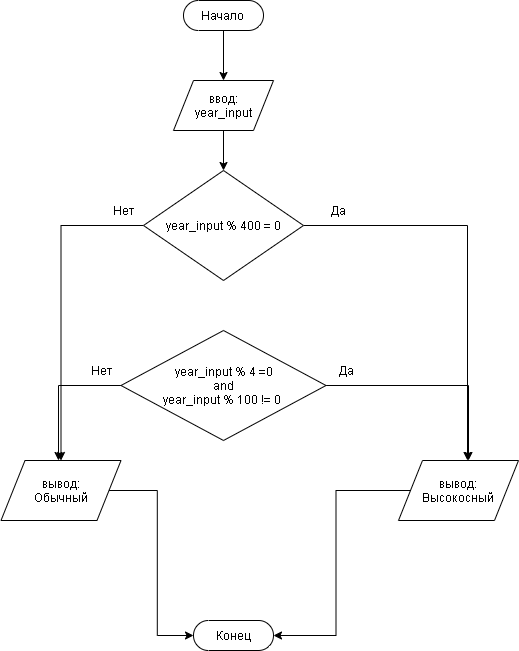 Начало
ввод:
year_input
Нет
Да
year_input % 400 = 0
Нет
Да
year_input % 4 =0
and
year_input % 100 != 0
вывод:
Обычный
вывод:
Высокосный
Конец